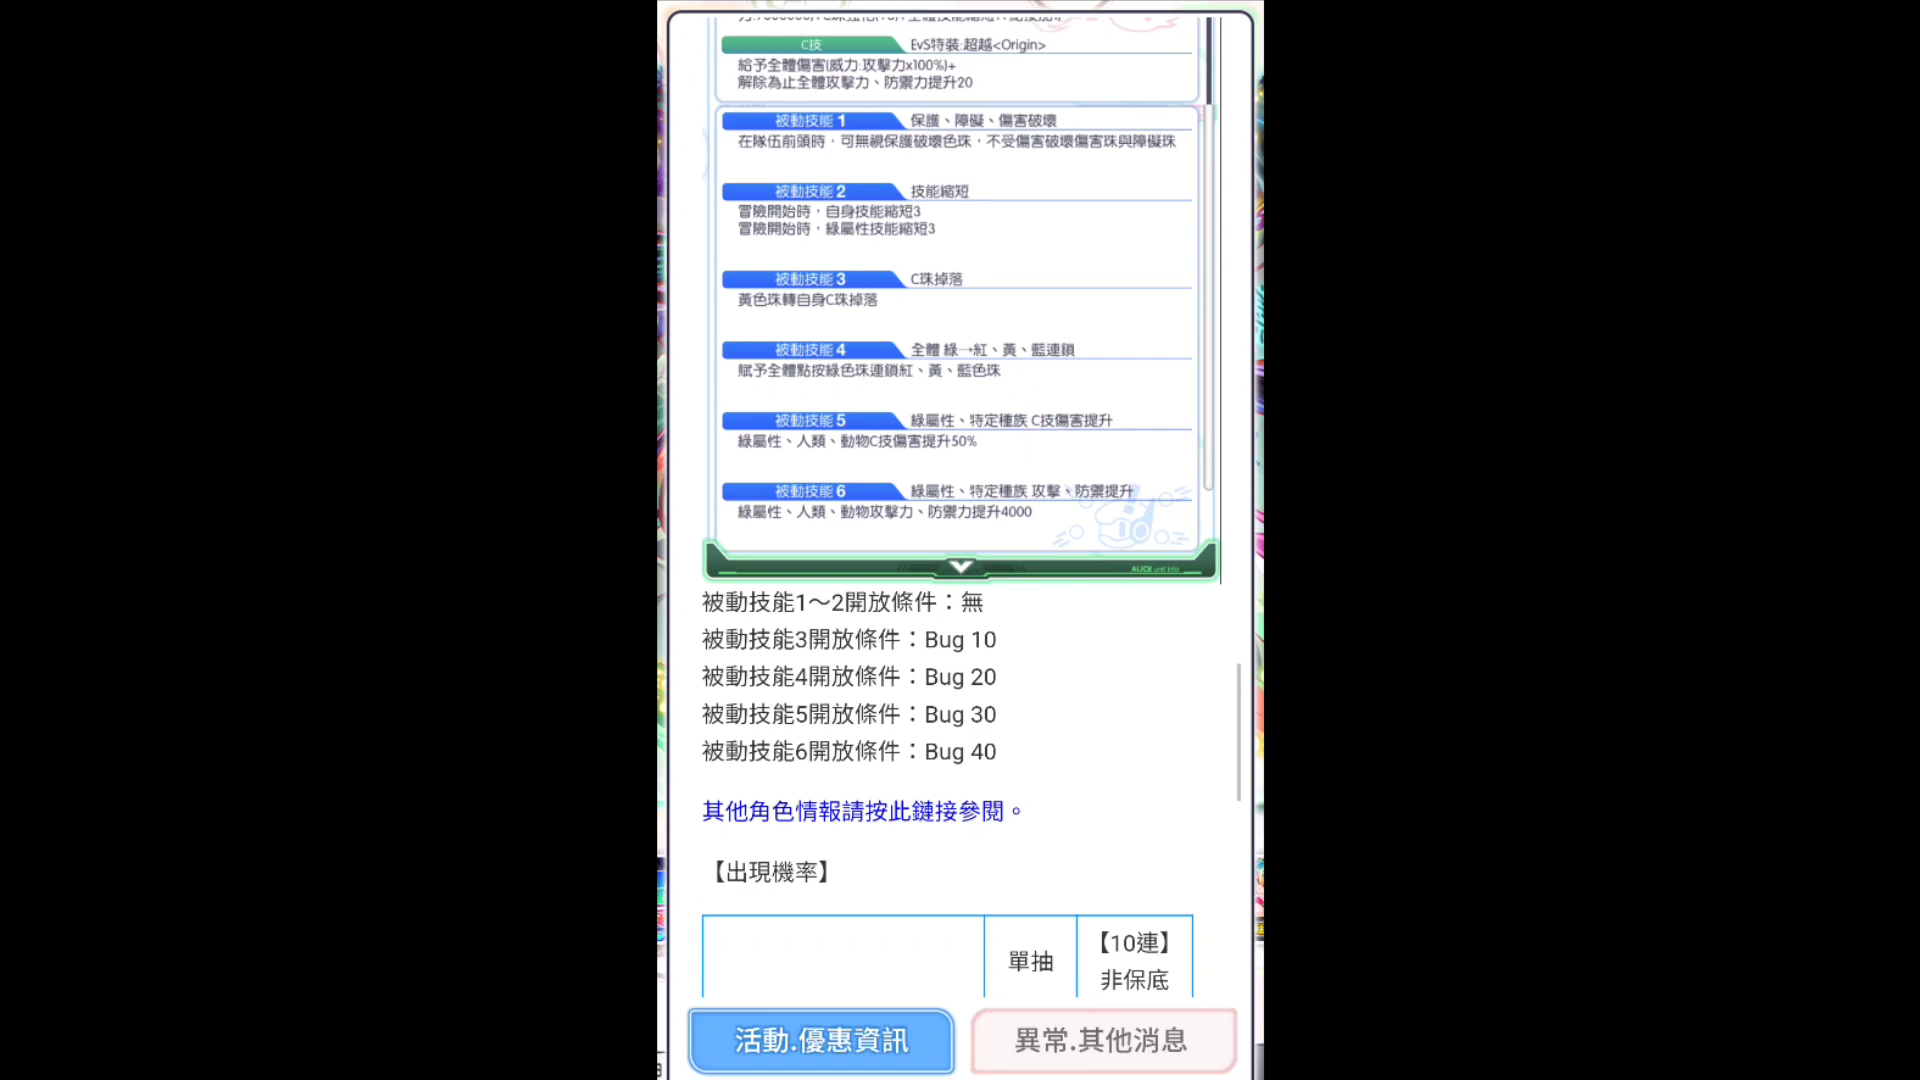 C技 EvS特裝:超越<Origin>
給予全體傷害(威力:攻擊力x100%)+
解除為止全體攻擊力、防禦力提升20
被動技能 1 保護、障礙、傷害破壞
在隊伍前頭時，可無視保護破壞色珠，不受傷害破壞傷害珠與障礙珠
被動技能 2 技能縮短
冒險開始時，自身技能縮短3
冒險開始時，綠屬性技能縮短3
被動技能 3 C珠掉落
黃色珠轉自身C珠掉落
被動技能 4 全體 綠→紅、黃、藍連鎖
賦予全體點按綠色珠連鎖紅、黃、藍色珠
被動技能 5 綠屬性、特定種族 C技傷害提升
綠屬性、人類、動物C技傷害提升50%
被動技能 6 綠屬性、特定種族 攻擊、防禦提升
綠屬性、人類、動物攻擊力、防禦力提升4000
ALICE unit info
被動技能1～2開放條件：無
被動技能3開放條件：Bug 10
被動技能4開放條件：Bug 20
被動技能5開放條件：Bug 30
被動技能6開放條件：Bug 40
其他角色情報請按此鏈接參閱。
【出現機率】
單抽
【10連】
非保底
活動.優惠資訊
異常.其他消息